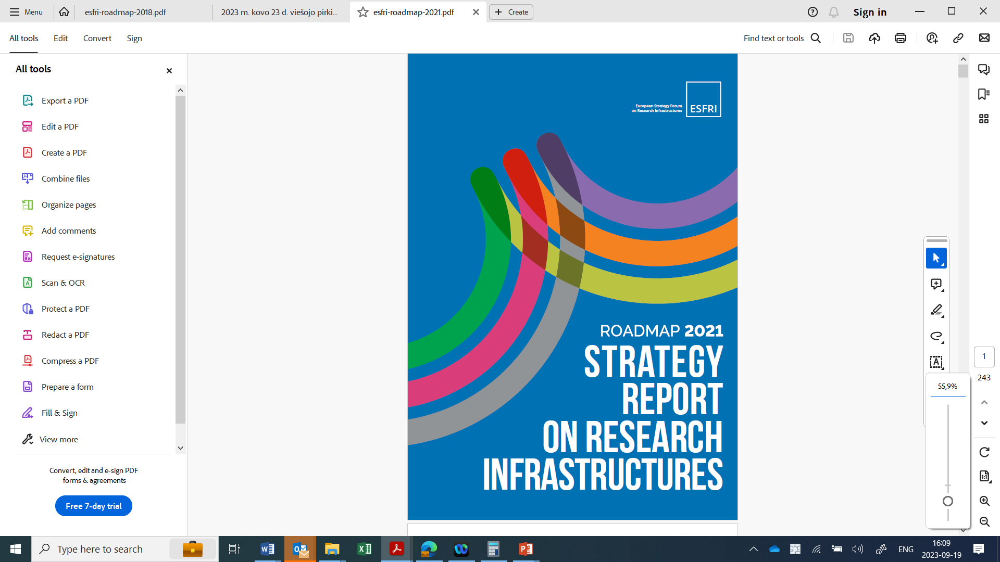 Menu
esfri-roadmap-2018.pdf
2023 m. kovo 23 d. viešojo pirki...
esfri-roadmap-2021.pdf
Create
Sign in
All tools
Edit
Convert
Sign
Find text or tools
All tools
Export a PDF
Edit a PDF
Create a PDF
Combine files
Organize pages
Add comments
Request e-signatures
Scan & OCR
Protect a PDF
Redact a PDF
Compress a PDF
Prepare a form
Fill & Sign
View more
Convert, edit and e-sign PDF
forms & agreements
Free 7-day trial
European Strategy Forum
on Research Infrastructures
ESFRI
ROADMAP 2021
STRATEGY
REPORT
ON RESEARCH
INFRASTRUCTURES
1
243
55,9%
Type here to search
ENG
16:09
2023-09-19